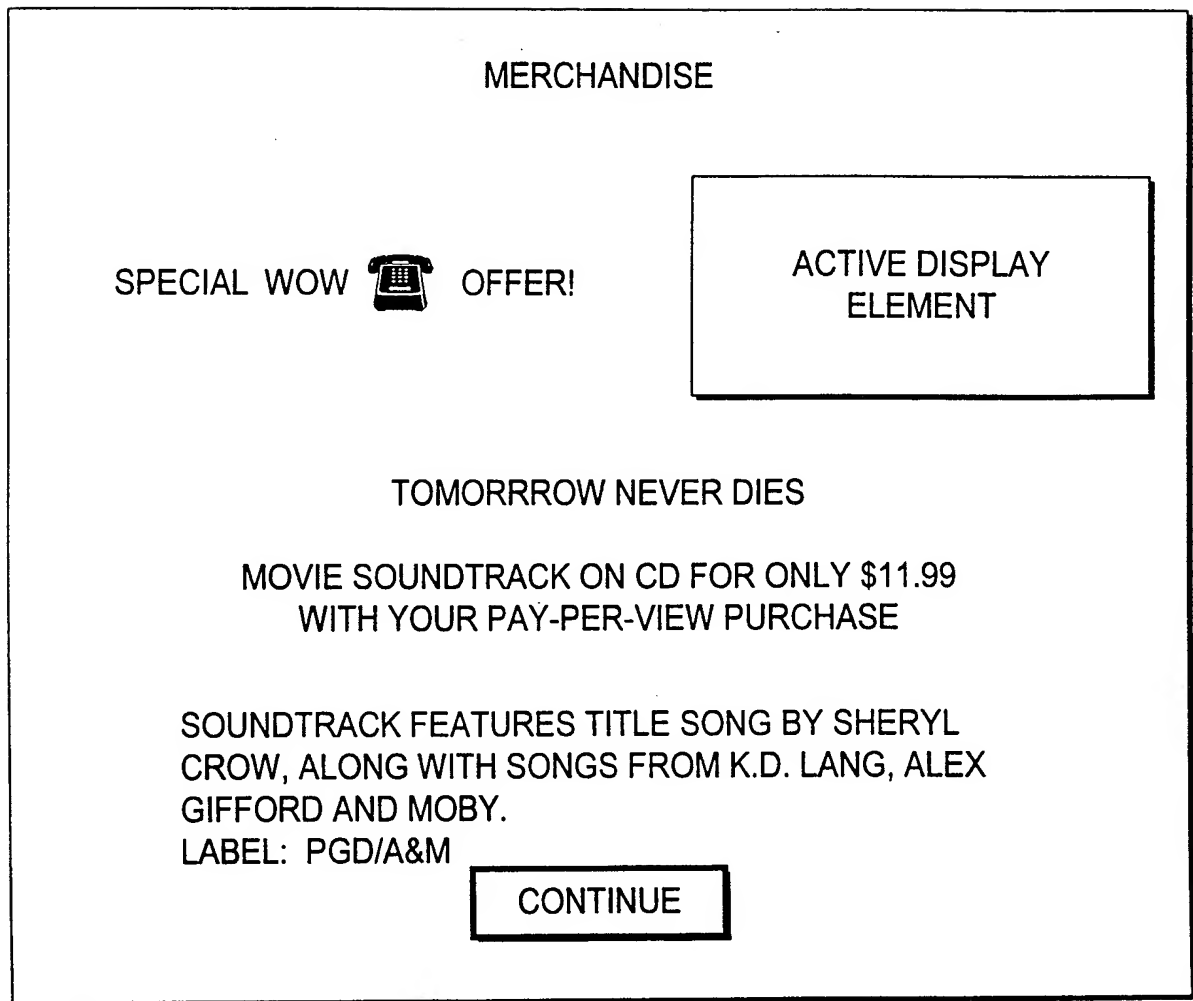 MERCHANDISE
SPECIAL WOW OFFER!
ACTIVE DISPLAY
ELEMENT
TOMORRROW NEVER DIES
MOVIE SOUNDTRACK ON CD FOR ONLY $11.99
WITH YOUR PAY-PER-VIEW PURCHASE
SOUNDTRACK FEATURES TITLE SONG BY SHERYL
CROW, ALONG WITH SONGS FROM K.D. LANG, ALEX
GIFFORD AND MOBY.
LABEL: PGD/A&M
CONTINUE